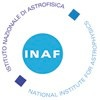 ISTITUTO NAZIONALE DI ASTROFISICA
INAF
NATIONAL INSTITUTE FOR ASTROPHYSICS